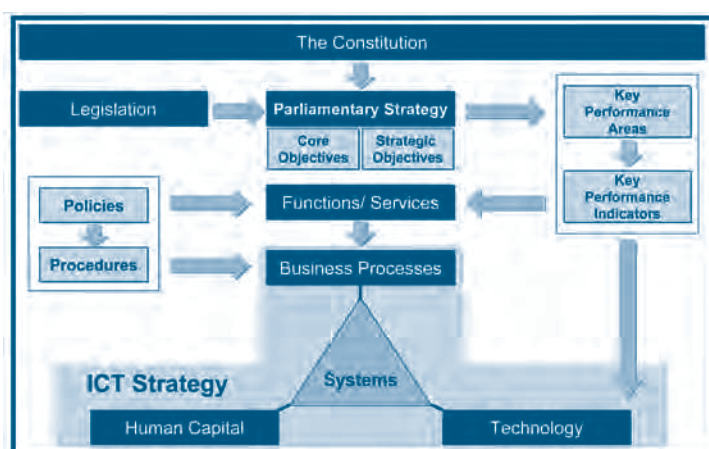 The Constitution
Legislation
Parliamentary Strategy
Core
Objectives
Strategic
Objectives
Key
Performance
Areas
Key
Performance
Indicators
Policies
Procedures
Functions/ Services
Business Processes
Systems
ICT Strategy
Human Capital
Technology